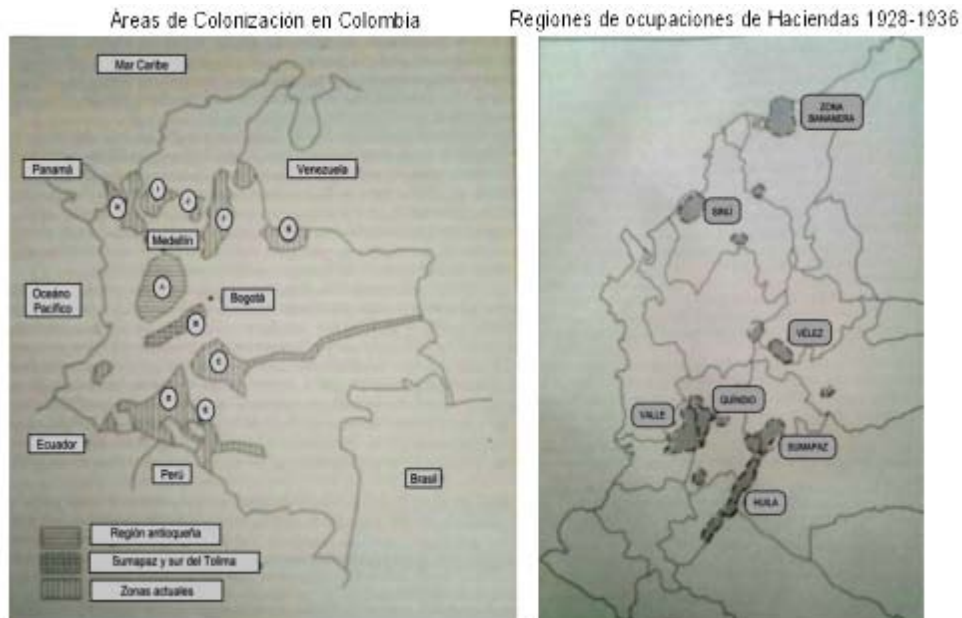 Áreas de Colonización en Colombia
Mar Caribe
Panamá
Venezuela
Medellín
Océano
Pacífico
Bogotá
Ecuador
Perú
Brasil
Región antioqueña
Sumapaz y sur del Tolima
Zonas actuales
Regiones de ocupaciones de Haciendas 1928-1936
ZONA
BANANERA
SINU
VÉLEZ
QUINDIO
VALLE
SUMAPAZ
HUILA